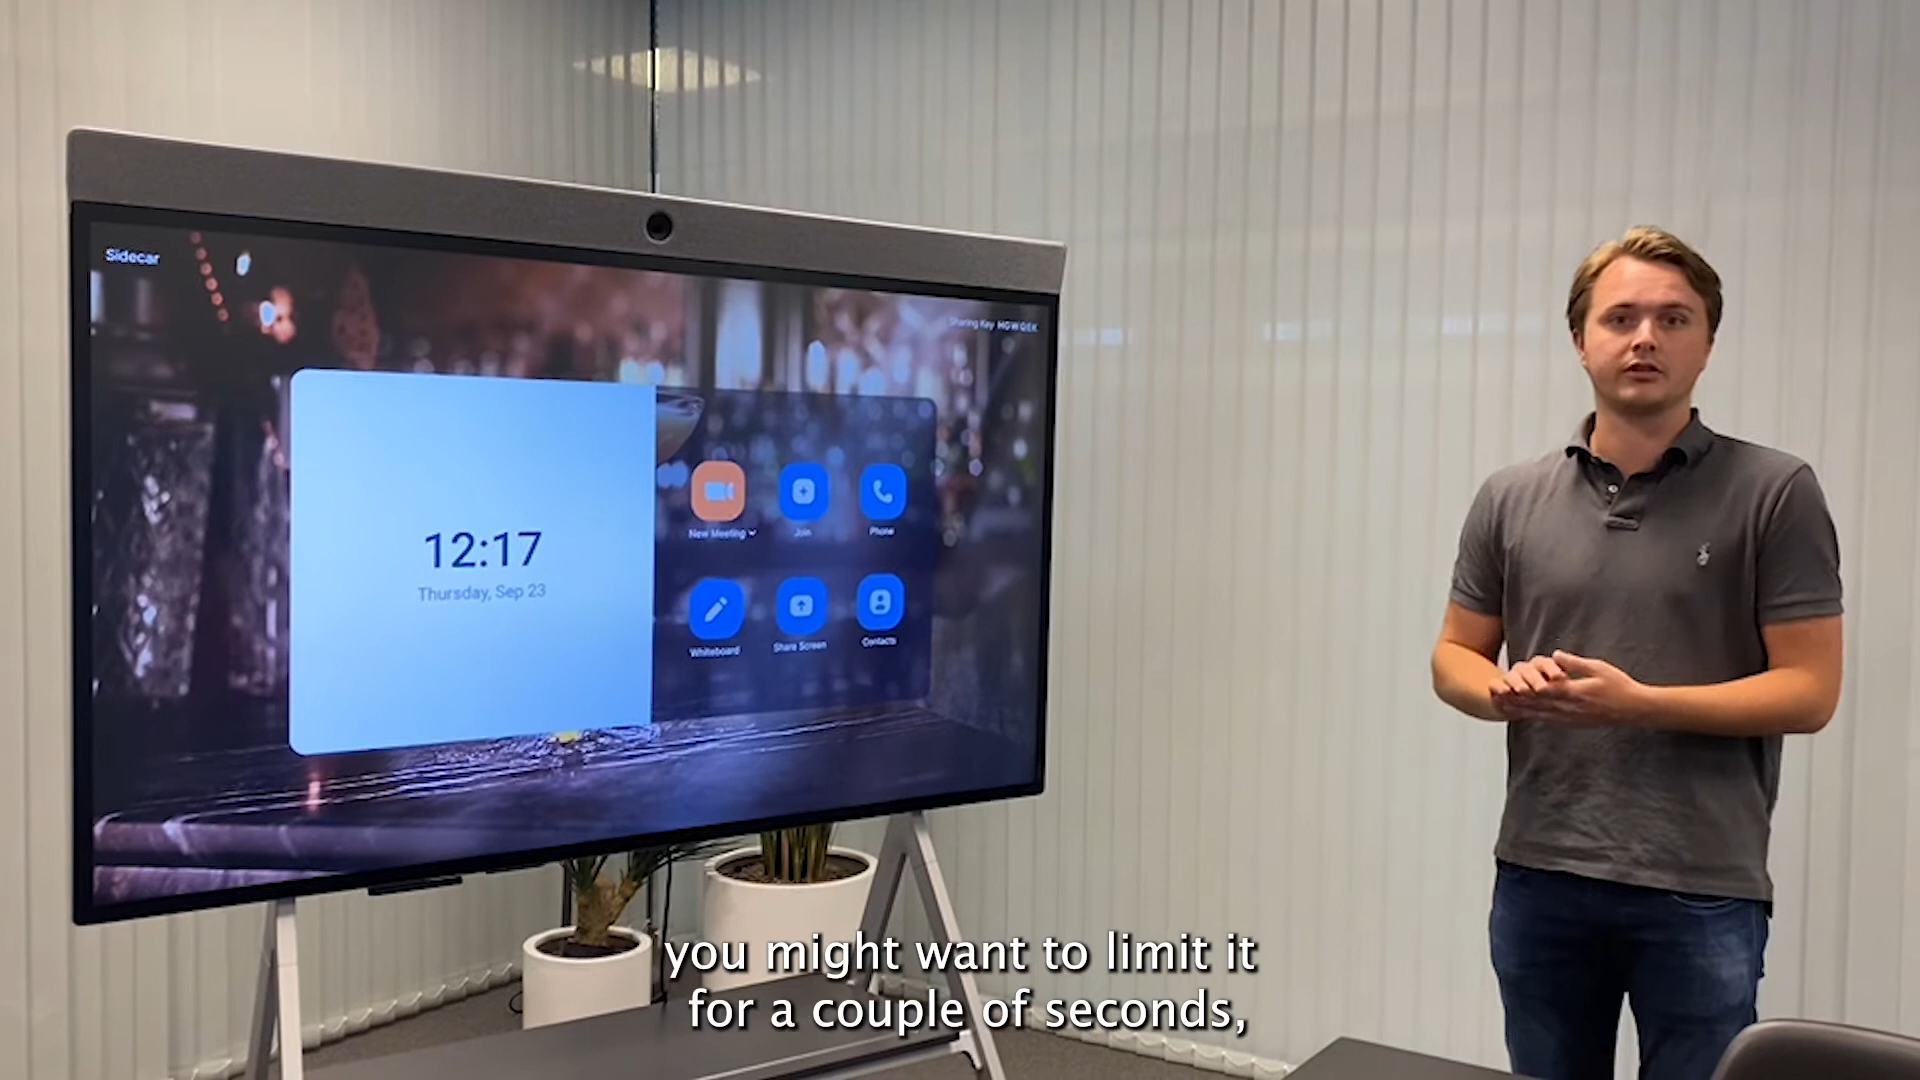 Sidecar
Sharing Key HGWQEK
12:17
Thursday, Sep 23
New Meeting
Join
Phone
Whiteboard
Share Screen
Contacts
you might want to limit it
for a couple of seconds,